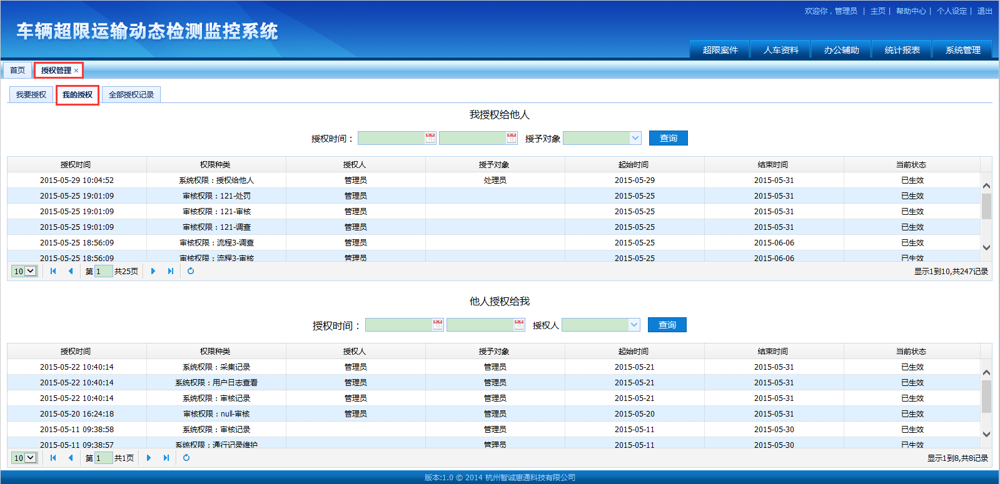 欢迎你，管理员 | 主页 | 帮助中心 | 个人设定 | 退出
车辆超限运输动态检测监控系统
超限案件 人车资料 办公辅助 统计报表 系统管理
首页 授权管理 ×
我要授权 我的授权 全部授权记录
我授权给他人
授权时间： 授予对象 查询
授权时间 权限种类 授权人 授予对象 起始时间 结束时间 当前状态
2015-05-29 10:04:52 系统权限：授权给他人 管理员 处理员 2015-05-29 2015-05-31 已生效
2015-05-25 19:01:09 审核权限：121-处罚 管理员 2015-05-25 2015-05-31 已生效
2015-05-25 19:01:09 审核权限：121-审核 管理员 2015-05-25 2015-05-31 已生效
2015-05-25 19:01:09 审核权限：121-调查 管理员 2015-05-25 2015-05-31 已生效
2015-05-25 18:56:09 审核权限：流程3-调查 管理员 2015-05-25 2015-06-06 已生效
2015-05-25 18:56:09 审核权限：流程3-审核 管理员 2015-05-25 2015-06-06 已生效
10 第 1 共25页 显示1到10,共247记录
他人授权给我
授权时间： 授权人 查询
授权时间 权限种类 授权人 授予对象 起始时间 结束时间 当前状态
2015-05-22 10:40:14 系统权限：采集记录 管理员 管理员 2015-05-21 2015-05-31 已生效
2015-05-22 10:40:14 系统权限：用户日志查看 管理员 管理员 2015-05-21 2015-05-31 已生效
2015-05-22 10:40:14 系统权限：审核记录 管理员 管理员 2015-05-21 2015-05-31 已生效
2015-05-20 16:24:18 审核权限：null-审核 管理员 管理员 2015-05-20 2015-05-31 已生效
2015-05-11 09:38:58 系统权限：审核记录 管理员 2015-05-11 2015-05-30 已生效
2015-05-11 09:38:57 系统权限：通行记录维护 管理员 2015-05-11 2015-05-30 已生效
10 第 1 共1页 显示1到8,共8记录
版本:1.0 © 2014 杭州智诚惠通科技有限公司